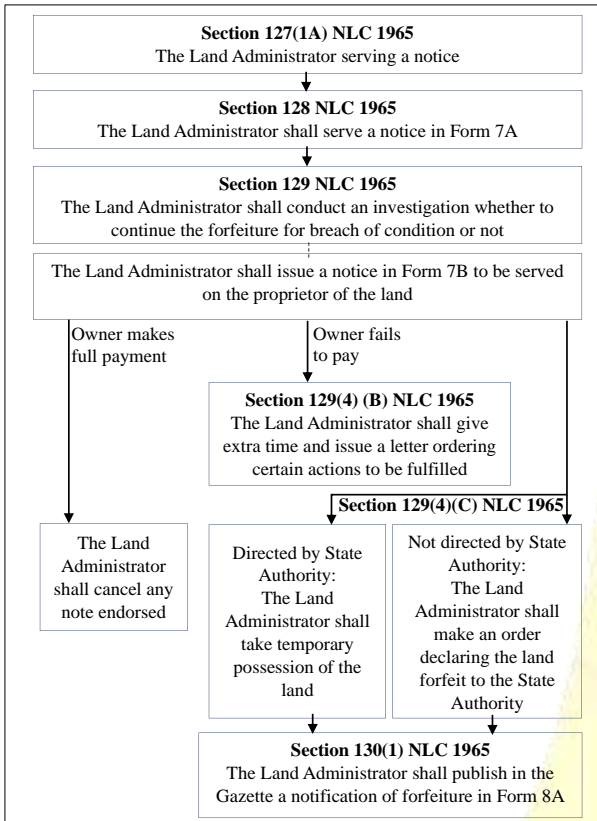 Section 127(1A) NLC 1965
The Land Administrator serving a notice
Section 128 NLC 1965
The Land Administrator shall serve a notice in Form 7A
Section 129 NLC 1965
The Land Administrator shall conduct an investigation whether to
continue the forfeiture for breach of condition or not
The Land Administrator shall issue a notice in Form 7B to be served
on the proprietor of the land
Owner makes
full payment
Owner fails
to pay
Section 129(4) (B) NLC 1965
The Land Administrator shall give
extra time and issue a letter ordering
certain actions to be fulfilled
Section 129(4)(C) NLC 1965
The Land
Administrator
shall cancel any
note endorsed
Directed by State
Authority:
The Land
Administrator shall
take temporary
possession of the
land
Not directed by State
Authority:
The Land
Administrator shall
make an order
declaring the land
forfeit to the State
Authority
Section 130(1) NLC 1965
The Land Administrator shall publish in the
Gazette a notification of forfeiture in Form 8A